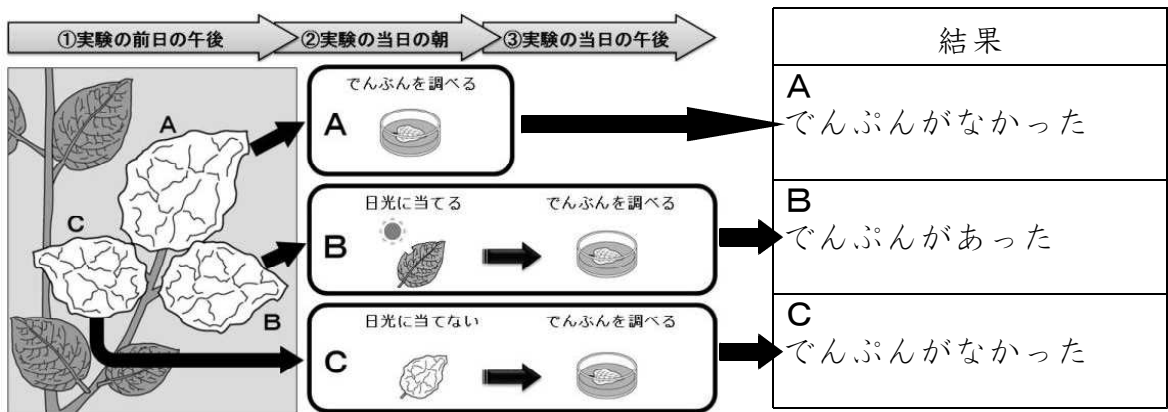 ①実験の前日の午後
②実験の当日の朝
③実験の当日の午後
A
C
B
でんぷんを調べる
A
日光に当てる
でんぷんを調べる
B
日光に当てない
でんぷんを調べる
C
結果
A
でんぷんがなかった
B
でんぷんがあった
C
でんぷんがなかった